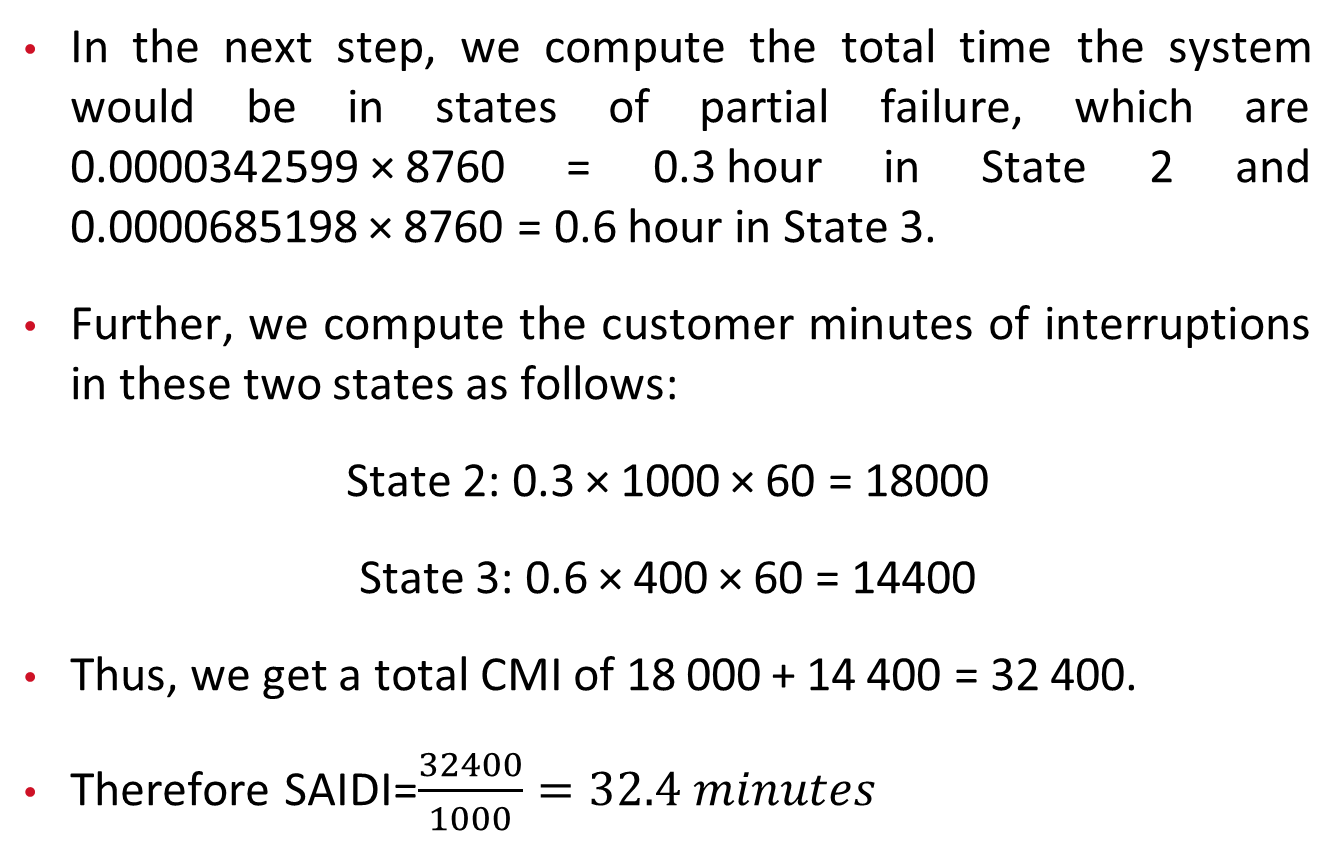 • In the next step, we compute the total time the system
would be in states of partial failure, which are
0.0000342599 × 8760 = 0.3 hour in State 2 and
0.0000685198 × 8760 = 0.6 hour in State 3.
• Further, we compute the customer minutes of interruptions
in these two states as follows:
State 2: 0.3 × 1000 × 60 = 18000
State 3: 0.6 × 400 × 60 = 14400
• Thus, we get a total CMI of 18 000 + 14 400 = 32 400.
• Therefore SAIDI=32400/1000 = 32.4 minutes